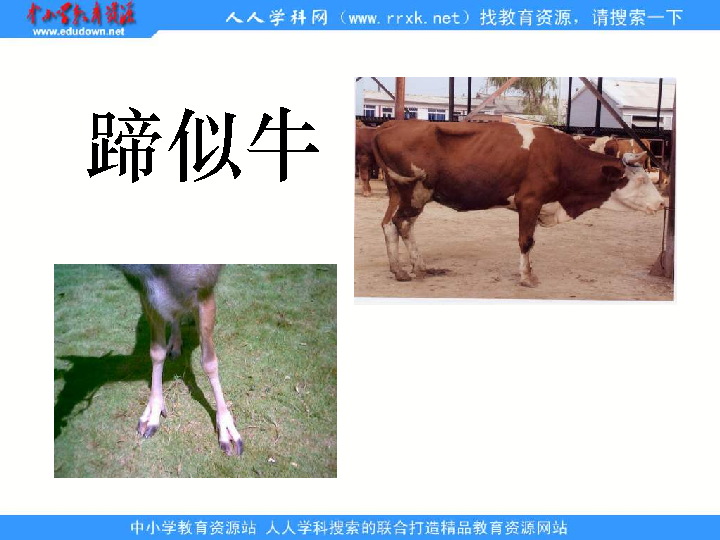 中小学教育资源
www.edudown.net
人人学科网（www.rrxk.net）找教育资源，请搜索一下
蹄似牛
中小学教育资源站 人人学科搜索的联合打造精品教育资源网站